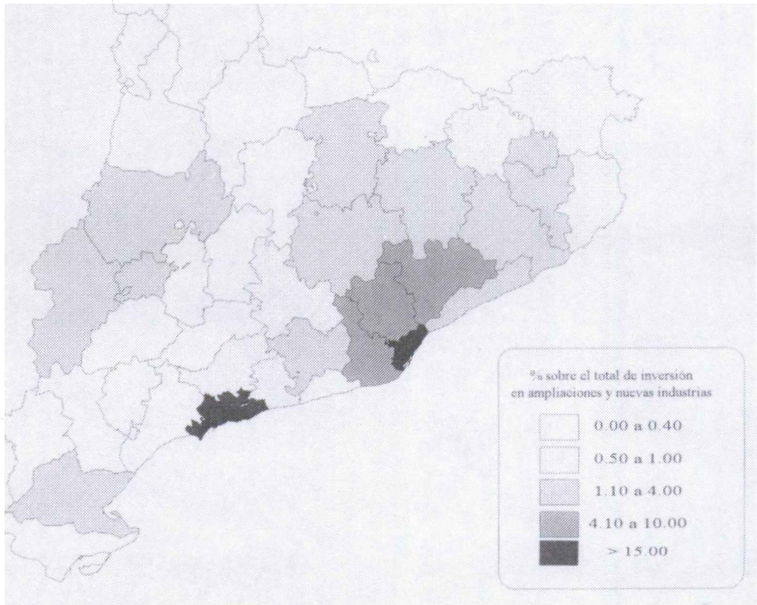 % sobre el total de inversión
en ampliaciones y nuevas industrias
0.00 a 0.40
0.50 a 1.00
1.10 a 4.00
4.10 a 10.00
> 15.00